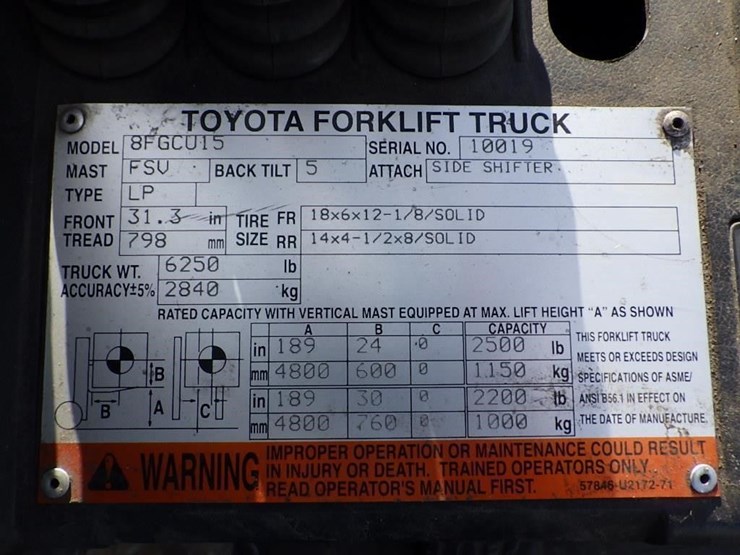 TOYOTA FORKLIFT TRUCK
MODEL 8FGCU15 SERIAL NO. 10019
MAST FSV BACK TILT 5 ATTACH SIDE SHIFTER
TYPE LP
FRONT TREAD 31.3 in TIRE SIZE FR 18x6x12-1/8/SOLID
798 mm RR 14x4-1/2x8/SOLID
TRUCK WT. 6250 lb
ACCURACY±5% 2840 kg
RATED CAPACITY WITH VERTICAL MAST EQUIPPED AT MAX. LIFT HEIGHT "A" AS SHOWN
A B C CAPACITY
in 189 24 0 2500 lb
mm 4800 600 0 1150 kg
in 189 30 0 2200 lb
mm 4800 760 0 1000 kg
B
B A C
THIS FORKLIFT TRUCK
MEETS OR EXCEEDS DESIGN
SPECIFICATIONS OF ASME/
ANSI B56.1 IN EFFECT ON
THE DATE OF MANUFACTURE.
WARNING
IMPROPER OPERATION OR MAINTENANCE COULD RESULT
IN INJURY OR DEATH. TRAINED OPERATORS ONLY.
READ OPERATOR'S MANUAL FIRST. 57846-U2172-71